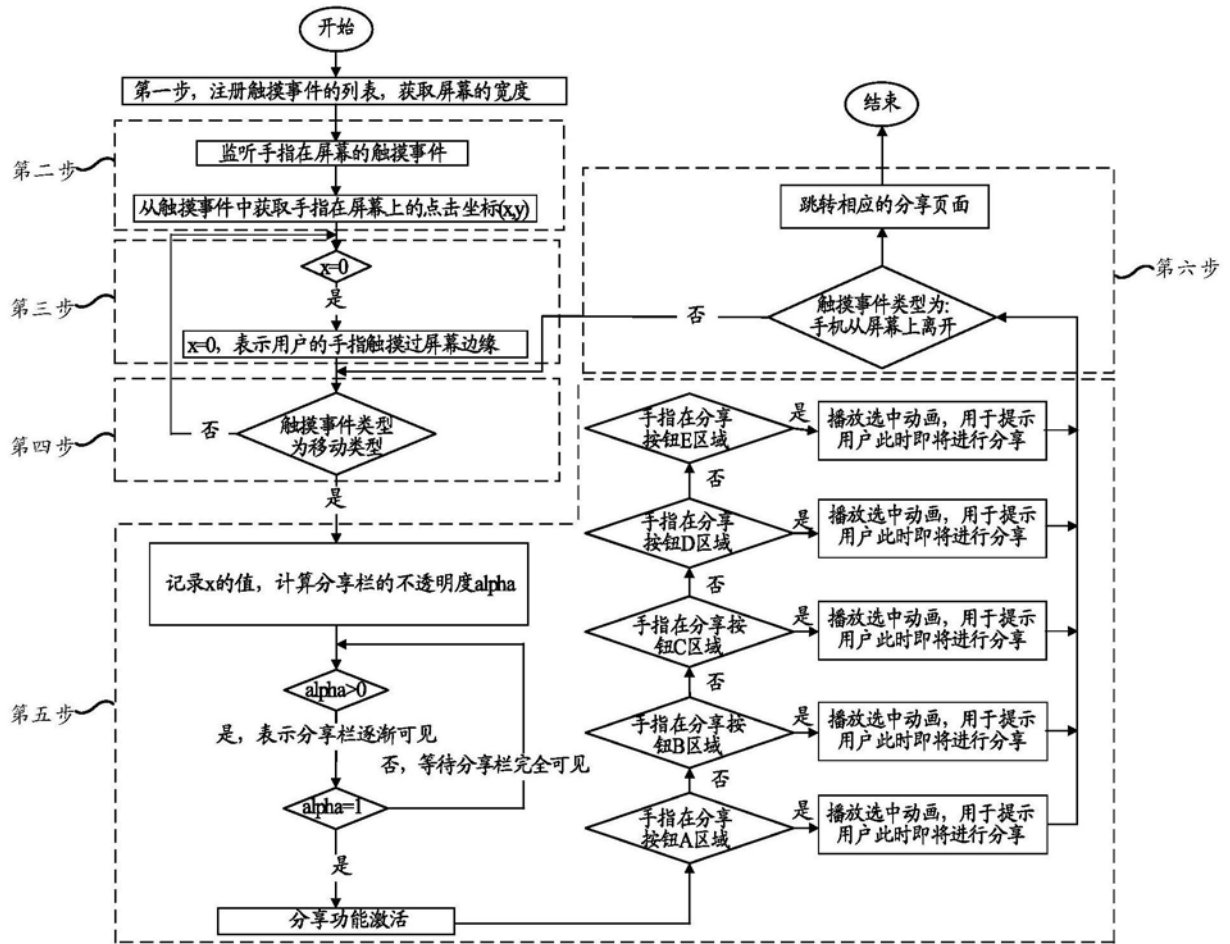 开始
第一步，注册触摸事件的列表，获取屏幕的宽度
第二步
监听手指在屏幕的触摸事件
从触摸事件中获取手指在屏幕上的点击坐标(x,y)
第三步
x=0
是
x=0，表示用户的手指触摸过屏幕边缘
第四步
触摸事件类型
为移动类型
否
是
第五步
记录x的值，计算分享栏的不透明度alpha
alpha>0
是，表示分享栏逐渐可见
否，等待分享栏完全可见
alpha=1
是
分享功能激活
手指在分享
按钮A区域
是
播放选中动画，用于提示
用户此时即将进行分享
否
手指在分享按
钮B区域
是
播放选中动画，用于提示
用户此时即将进行分享
否
手指在分享按
钮C区域
是
播放选中动画，用于提示
用户此时即将进行分享
否
手指在分享
按钮D区域
是
播放选中动画，用于提示
用户此时即将进行分享
否
手指在分享
按钮E区域
是
播放选中动画，用于提示
用户此时即将进行分享
第六步
触摸事件类型为:
手机从屏幕上离开
否
跳转相应的分享页面
结束